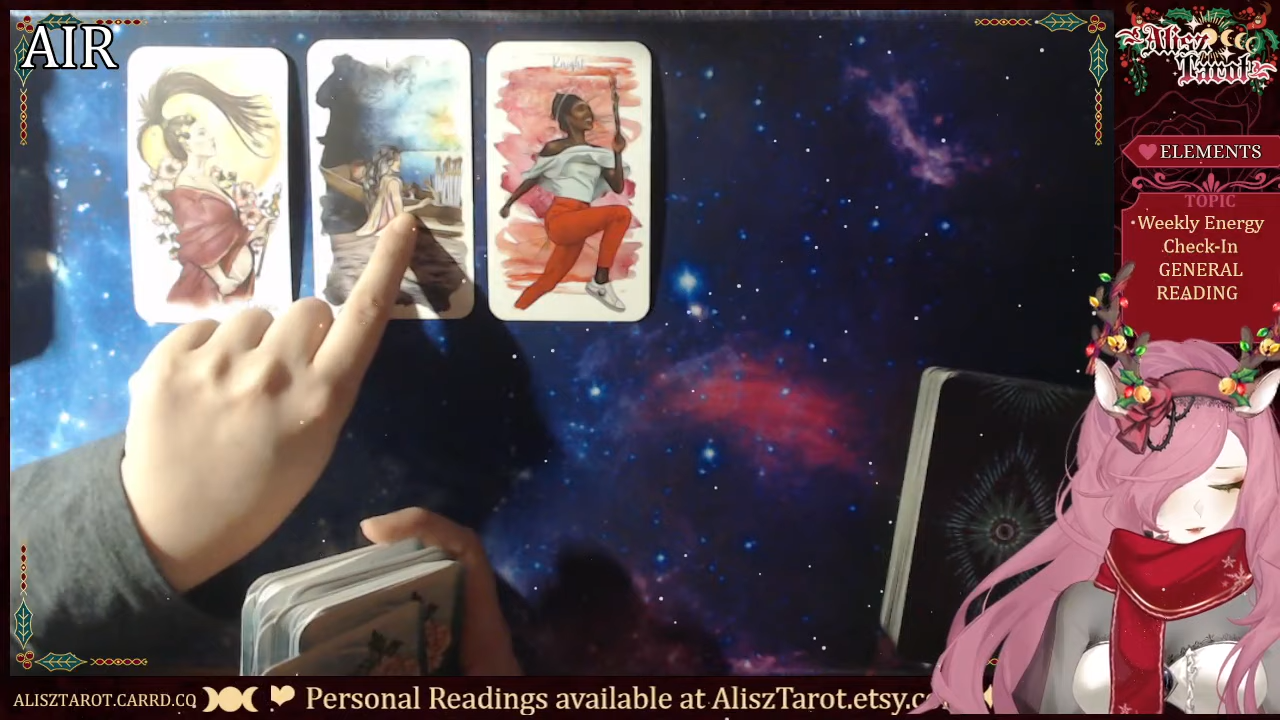 AIR
Knight
Alisz
Tarot
ELEMENTS
TOPIC
Weekly Energy
Check-In
GENERAL
READING
ALISZTAROT.CARRD.CO
Personal Readings available at AliszTarot.etsy.co